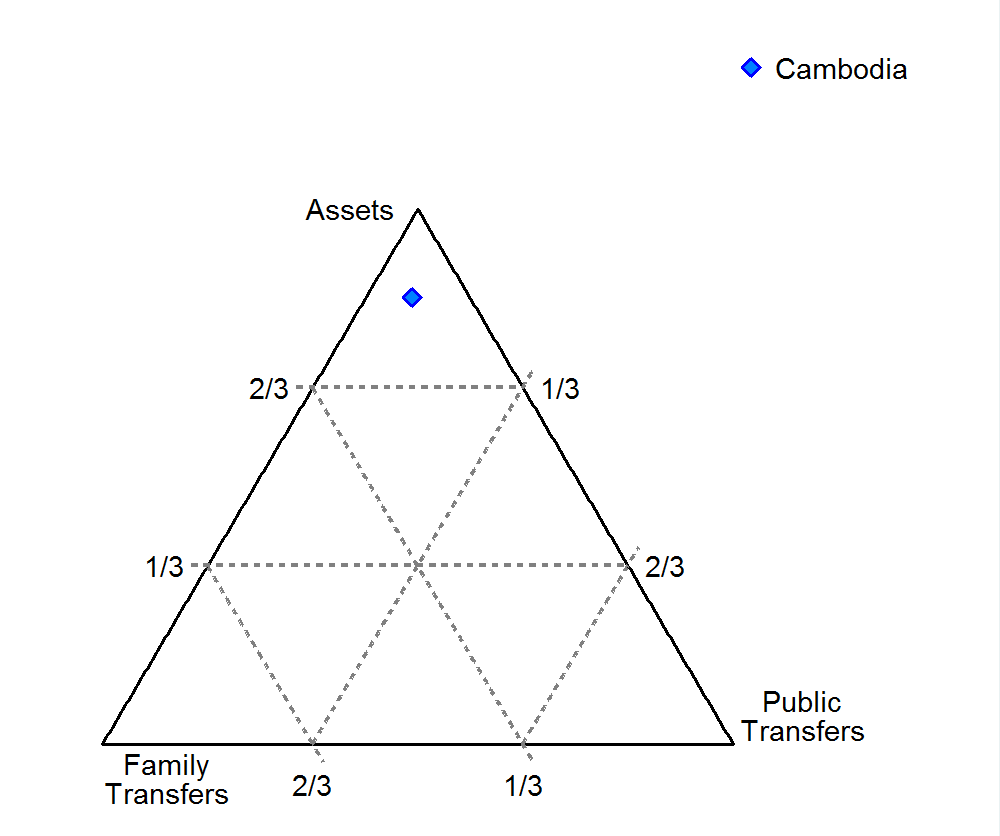 Cambodia
Assets
2/3
1/3
1/3
2/3
Public
Transfers
Family
Transfers
2/3
1/3